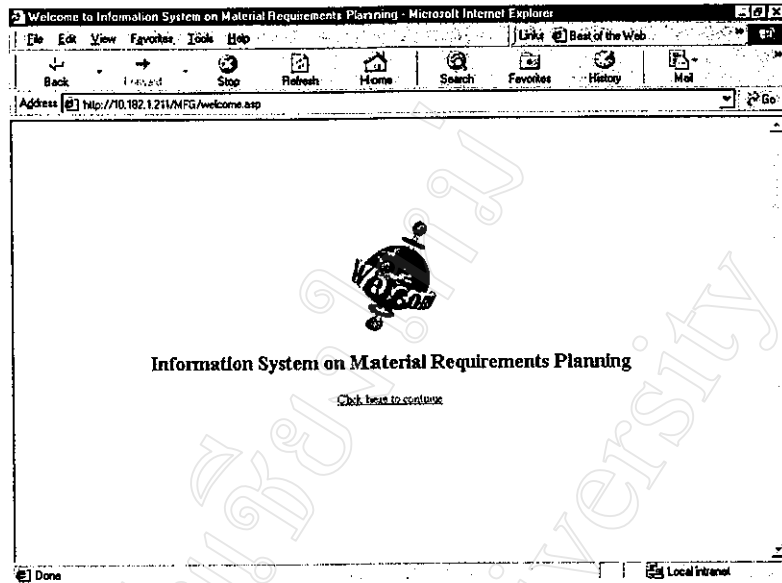 Welcome to Information System on Material Requirements Planning - Microsoft Internet Explorer
File Edit View Favorites Tools Help Links Best of the Web
Back Forward Stop Refresh Home Search Favorites History Mail
Address http://10.182.1.211/MFG/welcome.asp Go
Information System on Material Requirements Planning
Click here to continue
Done Local intranet